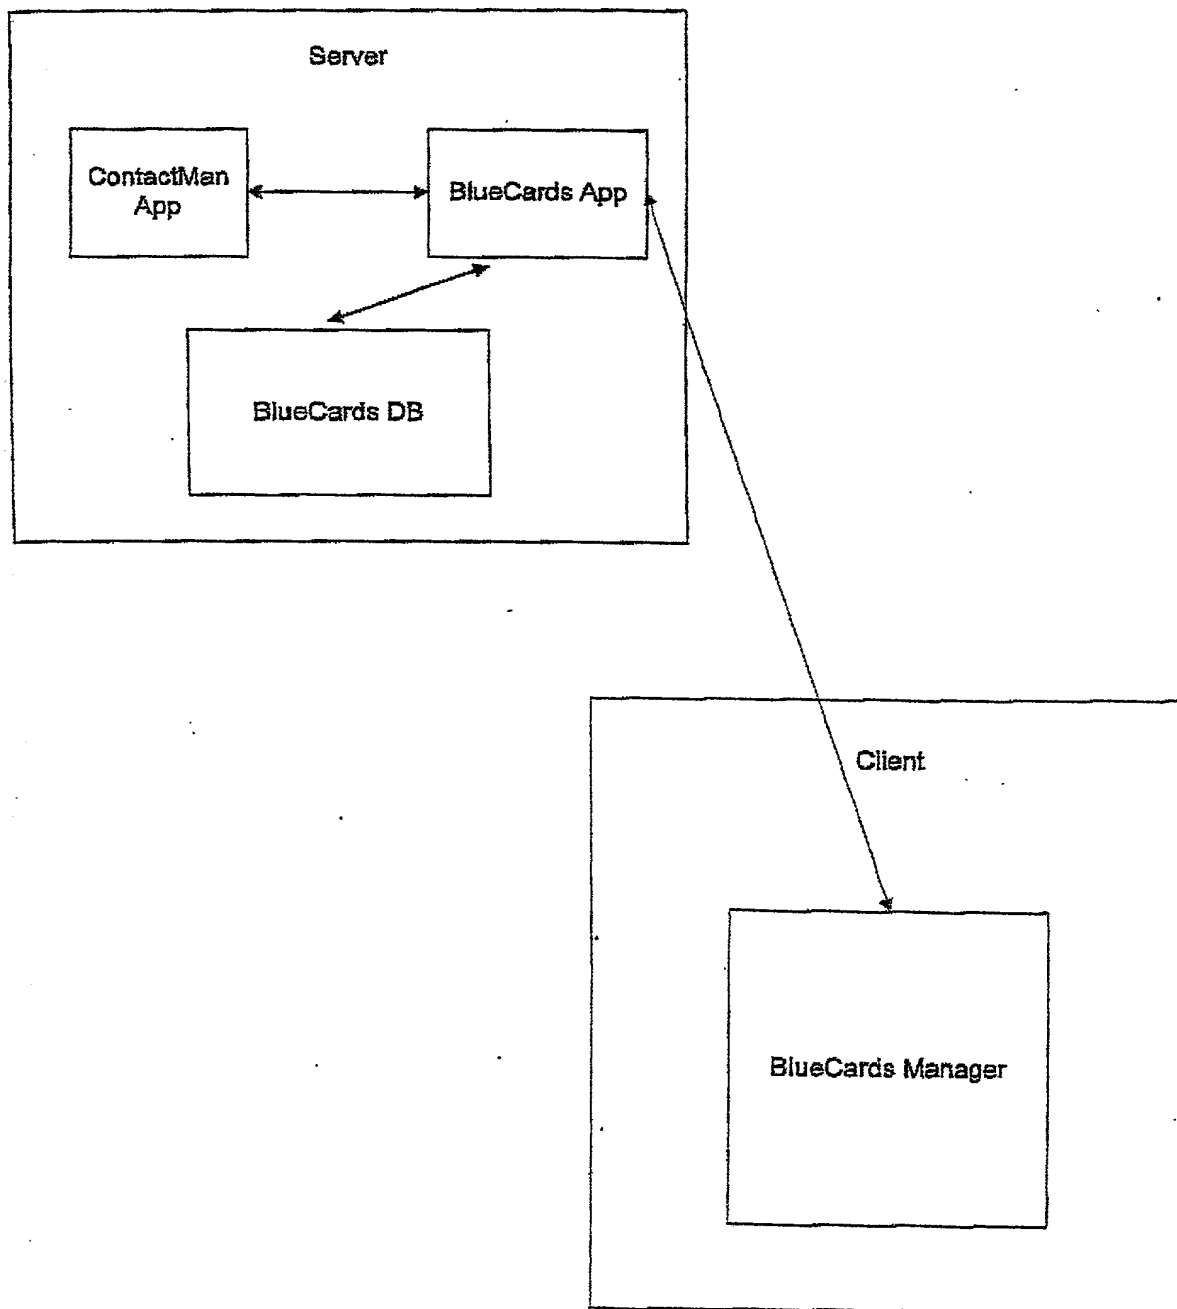 Server
ContactMan
App
BlueCards App
BlueCards DB
Client
BlueCards Manager